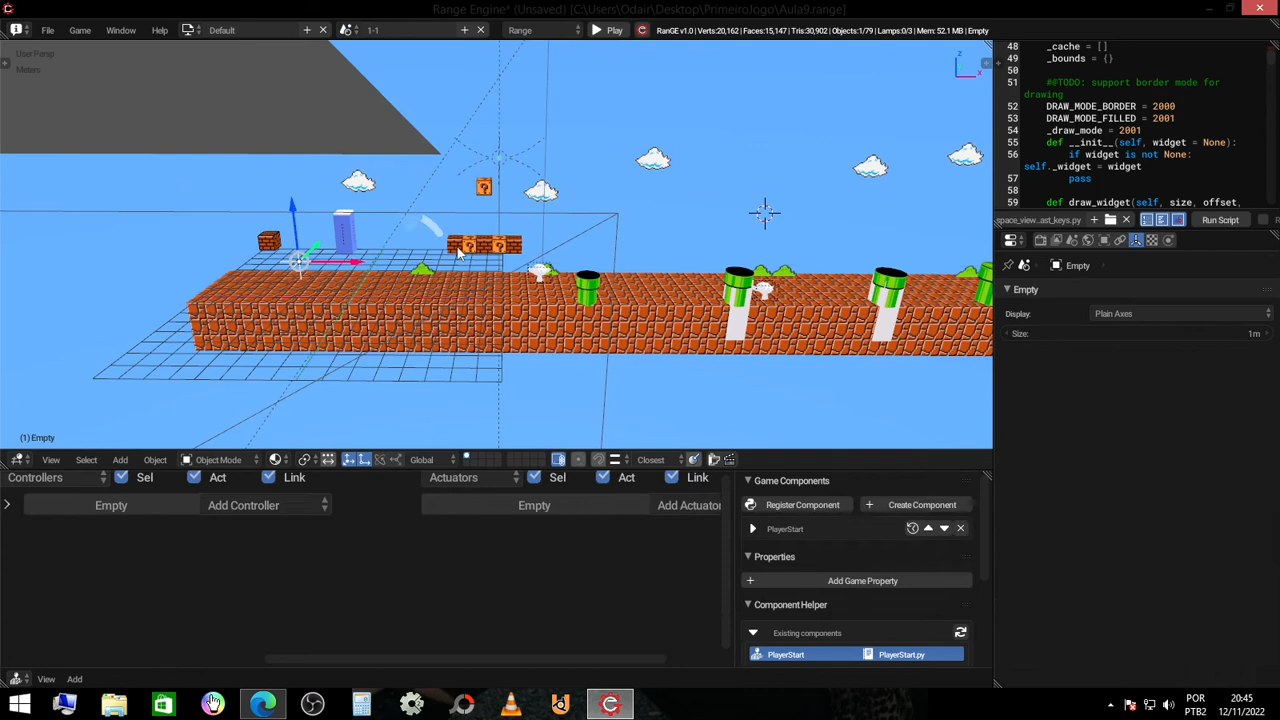 Range Engine* (Unsaved) [C:\Users\Odair\Desktop\PrimeiroJogo\Aula9.range]
File Game Window Help Default 1-1 Range Play RanGE v1.0 | Verts:20,162 | Faces:15,147 | Tris:30,902 | Objects:1/79 | Lamps:0/3 | Mem: 52.1 MB | Empty
User Persp
Meters
z
x
(1) Empty
48 _cache = []
49 _bounds = {}
50
51 ##TODO: support border mode for
drawing
52 DRAW_MODE_BORDER = 2000
53 DRAW_MODE_FILLED = 2001
54 _draw_mode = 2001
55 def __init__(self, widget = None):
56 if widget is not None:
self._widget = widget
57 pass
58
59 def draw_widget(self, size, offset,
space_view...ast_keys.py Run Script
Empty
Empty
Display: Plain Axes
Size: 1m
View Select Add Object Object Mode Global Closest
Controllers Sel Act Link Actuators Sel Act Link
Empty Add Controller Empty Add Actuator
Game Components
Register Component Create Component
PlayerStart
Properties
Add Game Property
Component Helper
Existing components
PlayerStart PlayerStart.py
View Add
POR
PTB2
20:45
12/11/2022